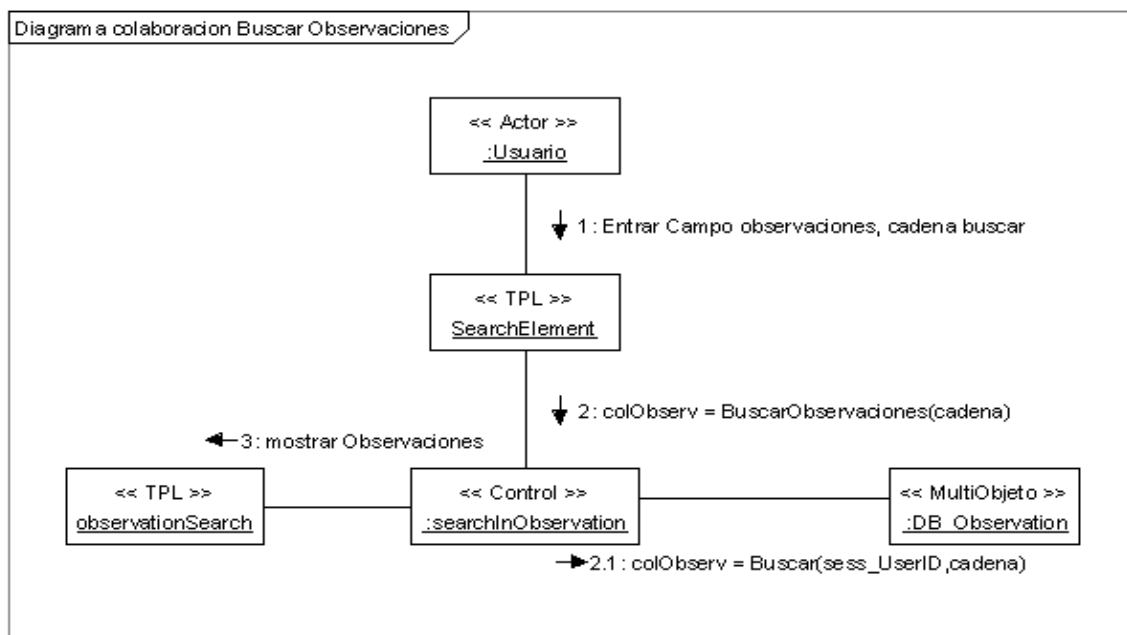 Diagrama colaboracion Buscar Observaciones
<< Actor >>
:Usuario
1: Entrar Campo observaciones, cadena buscar
<< TPL >>
SearchElement
2: colObserv = BuscarObservaciones(cadena)
3: mostrar Observaciones
<< TPL >>
observationSearch
<< Control >>
:searchInObservation
<< MultiObjeto >>
:DB_Observation
2.1: colObserv = Buscar(sess_UserID,cadena)